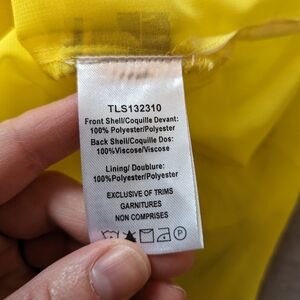 TLS132310
Front Shell/Coquille Devant:
100% Polyester/Polyester
Back Shell/Coquille Dos:
100%Viscose/Viscose
Lining/ Doublure:
100%Polyester/Polyester
EXCLUSIVE OF TRIMS
GARNITURES
NON COMPRISES
P